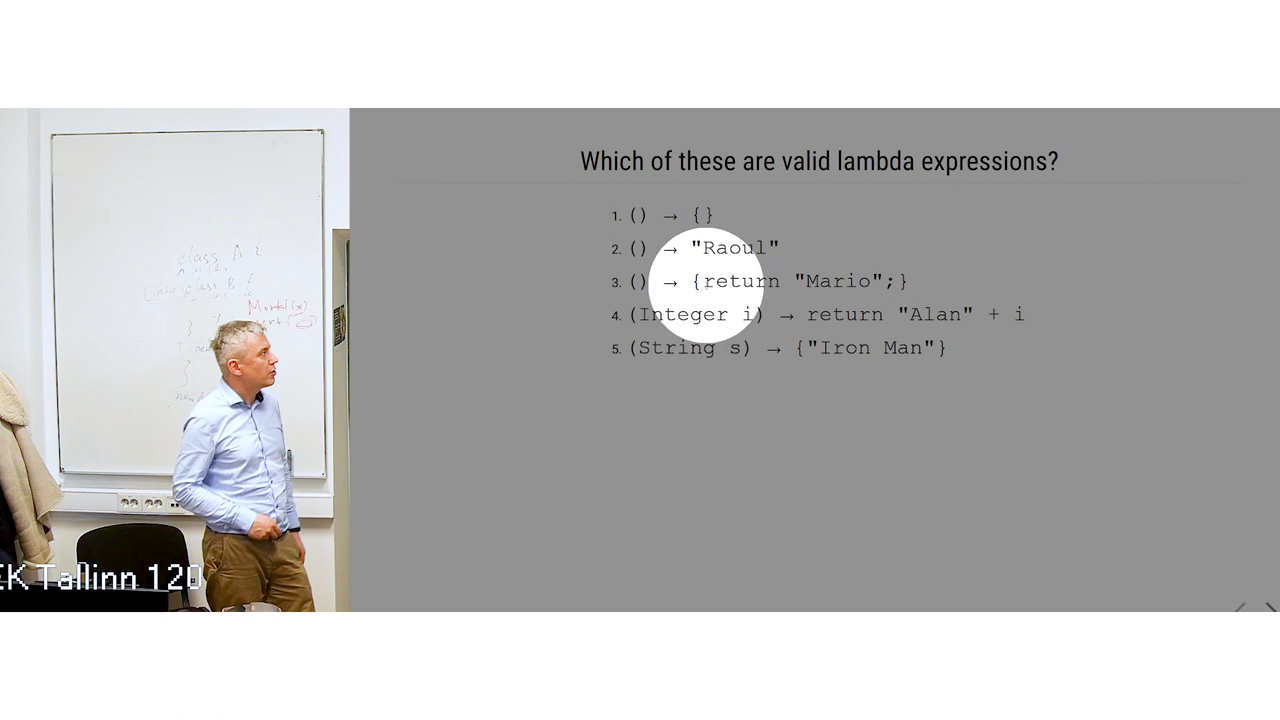 Which of these are valid lambda expressions?
1. () → {}
2. () → "Raoul"
3. () → {return "Mario";}
4. (Integer i) → return "Alan" + i
5. (String s) → {"Iron Man"}
class A {
class B {
}
}
EK Tallinn 120